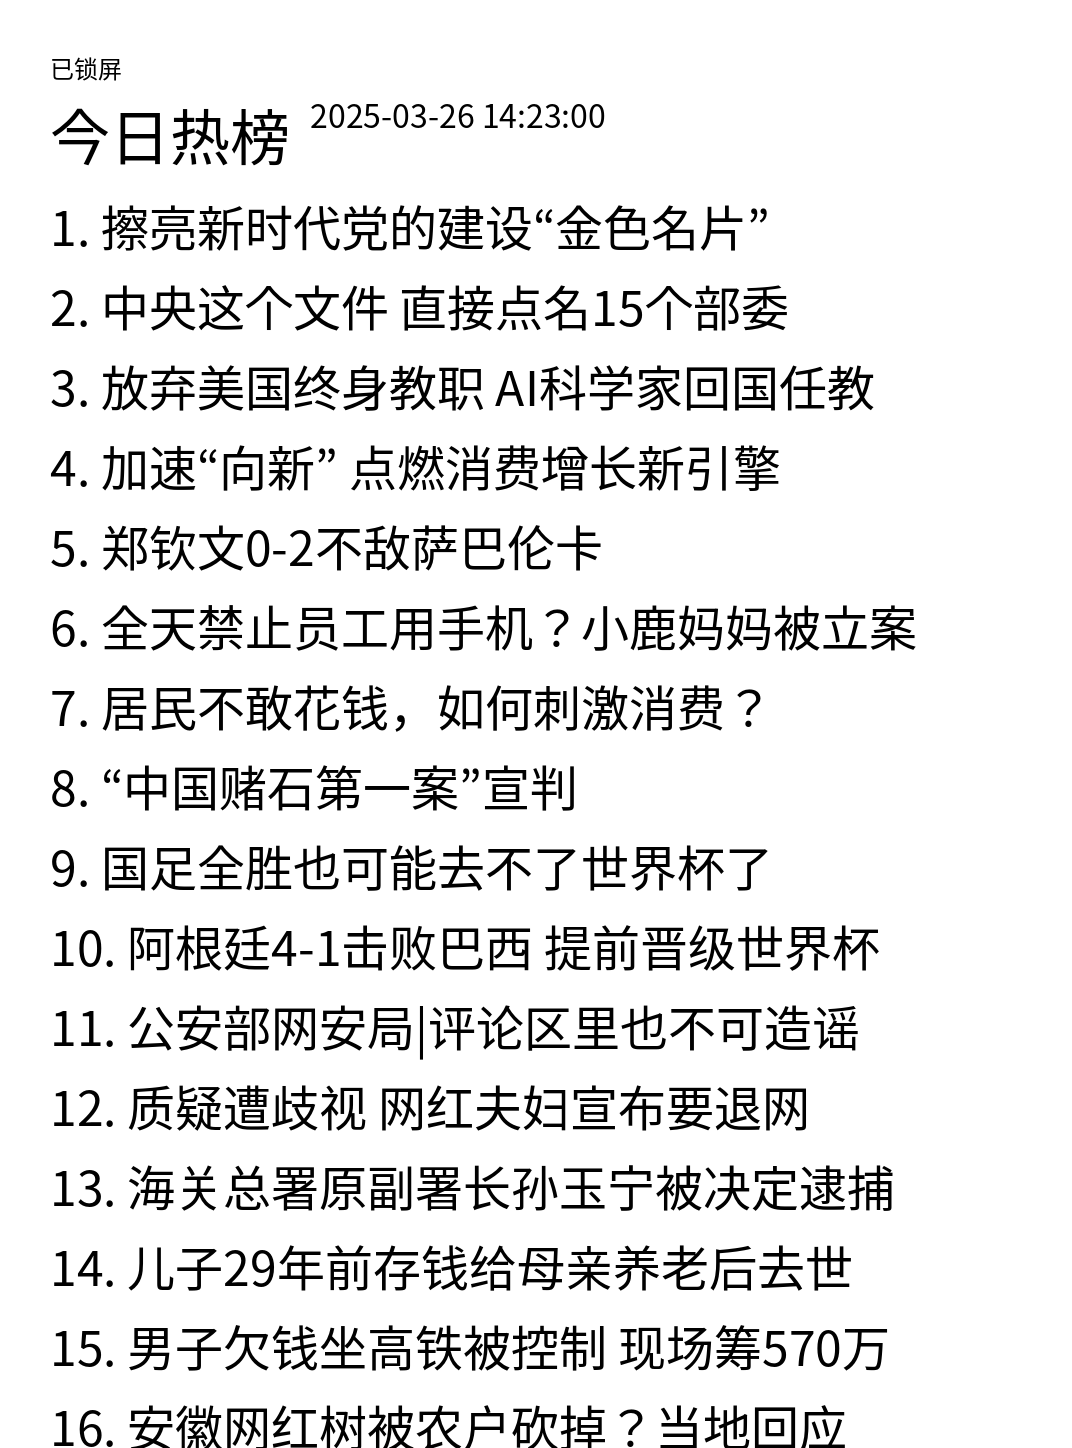 已锁屏
今日热榜 2025-03-26 14:23:00
1. 擦亮新时代党的建设“金色名片”
2. 中央这个文件 直接点名15个部委
3. 放弃美国终身教职 AI科学家回国任教
4. 加速“向新” 点燃消费增长新引擎
5. 郑钦文0-2不敌萨巴伦卡
6. 全天禁止员工用手机？小鹿妈妈被立案
7. 居民不敢花钱，如何刺激消费？
8. “中国赌石第一案”宣判
9. 国足全胜也可能去不了世界杯了
10. 阿根廷4-1击败巴西 提前晋级世界杯
11. 公安部网安局|评论区里也不可造谣
12. 质疑遭歧视 网红夫妇宣布要退网
13. 海关总署原副署长孙玉宁被决定逮捕
14. 儿子29年前存钱给母亲养老后去世
15. 男子欠钱坐高铁被控制 现场筹570万
16. 安徽网红树被农户砍掉？当地回应